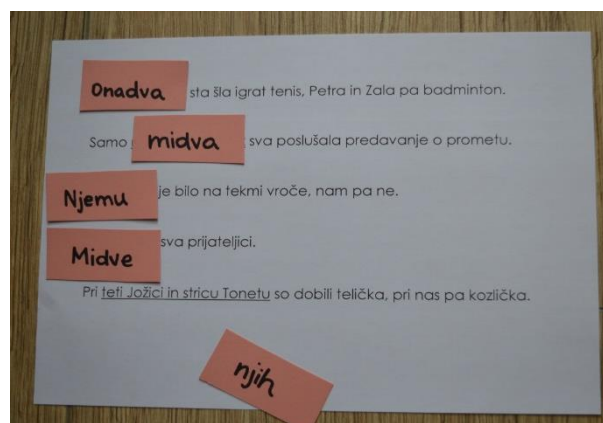 Onadva sta šla igrat tenis, Petra in Zala pa badminton.
Samo midva sva poslušala predavanje o prometu.
Njemu je bilo na tekmi vroče, nam pa ne.
Midve sva prijateljici.
Pri teti Jožici in stricu Tonetu so dobili telička, pri nas pa kozlička.
njih